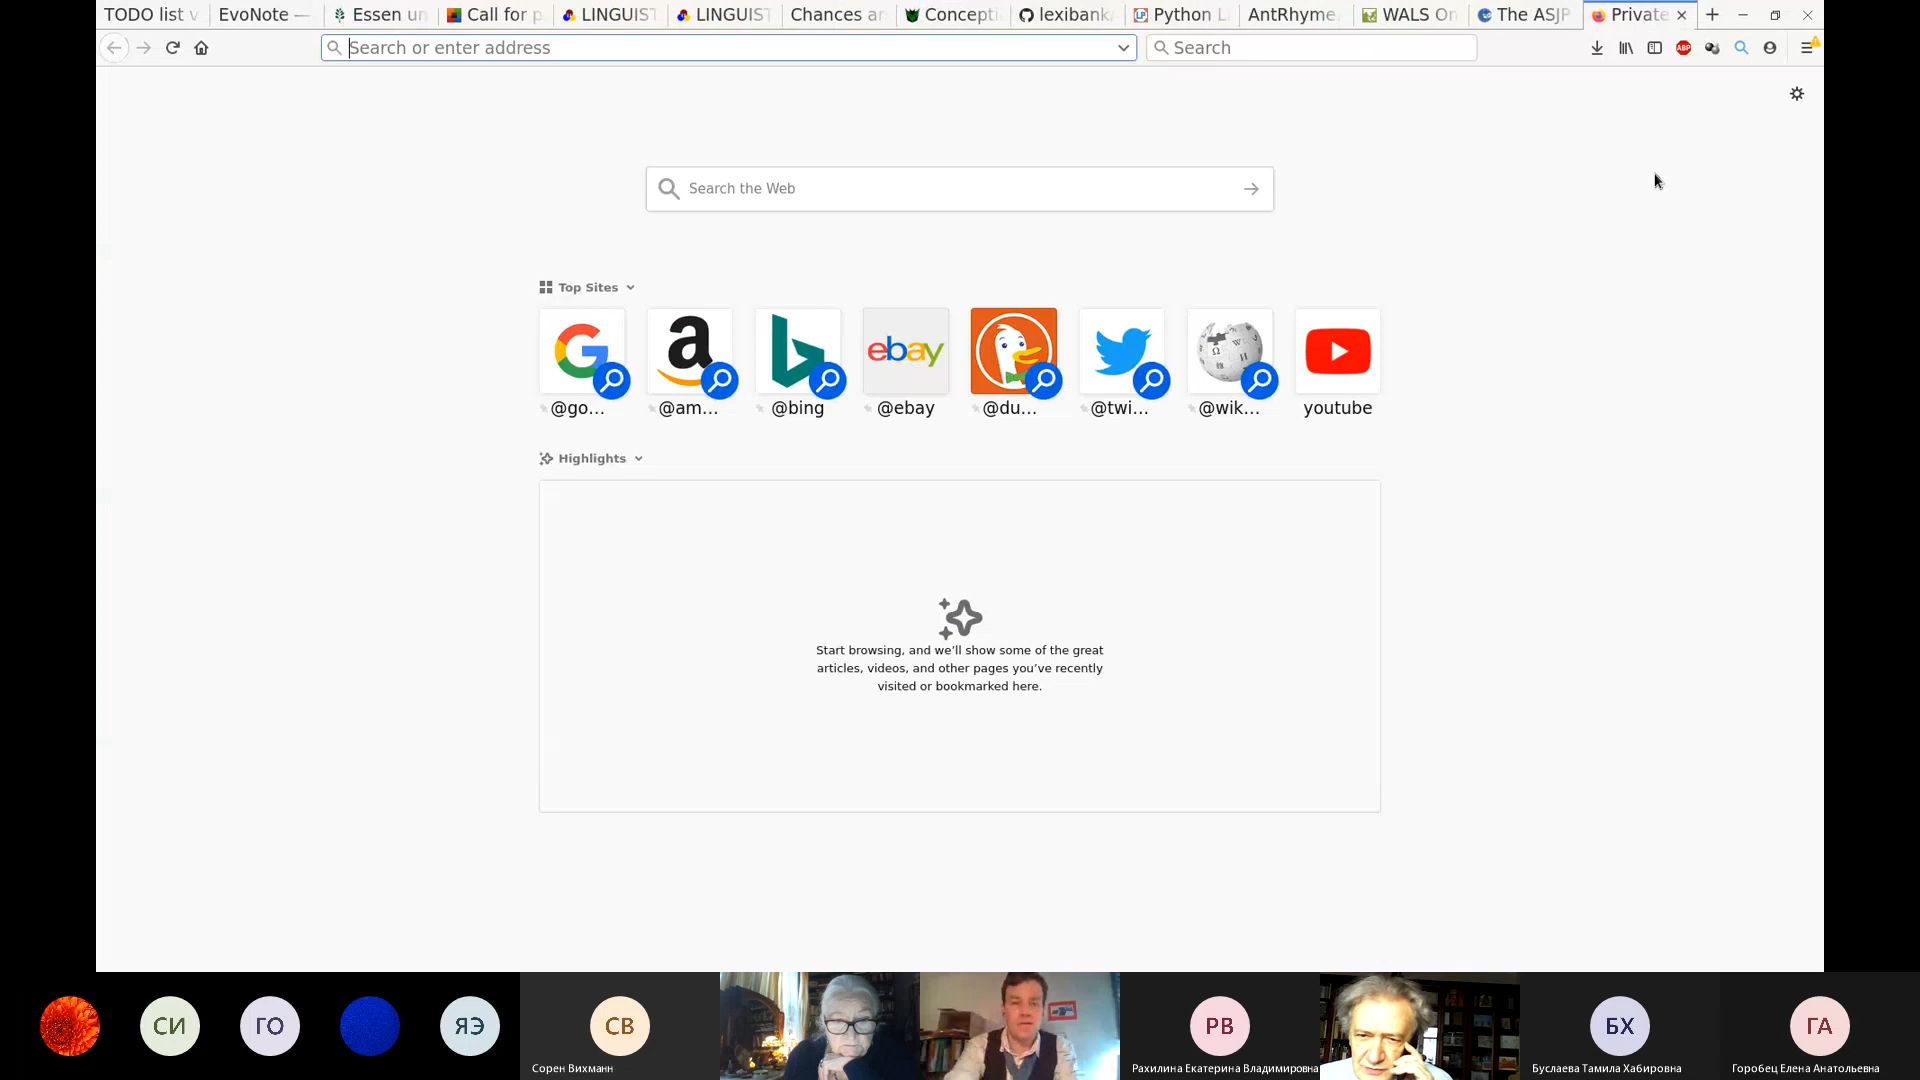 TODO list v
EvoNote —
Essen un
Call for p
LINGUIST
LINGUIST
Chances ar
Concepti
lexibank/
Python Li
AntRhyme
WALS On
The ASJP
Private
Search or enter address
Search
ABP
Search the Web
Top Sites
a
ebay
@go...
@am...
@bing
@ebay
@du...
@twi...
@wik...
youtube
Highlights
Start browsing, and we'll show some of the great
articles, videos, and other pages you've recently
visited or bookmarked here.
СИ
ГО
ЯЭ
СВ
РВ
БХ
ГА
Сорен Вихманн
Рахилина Екатерина Владимировна
Буслаева Тамила Хабировна
Горобец Елена Анатольевна